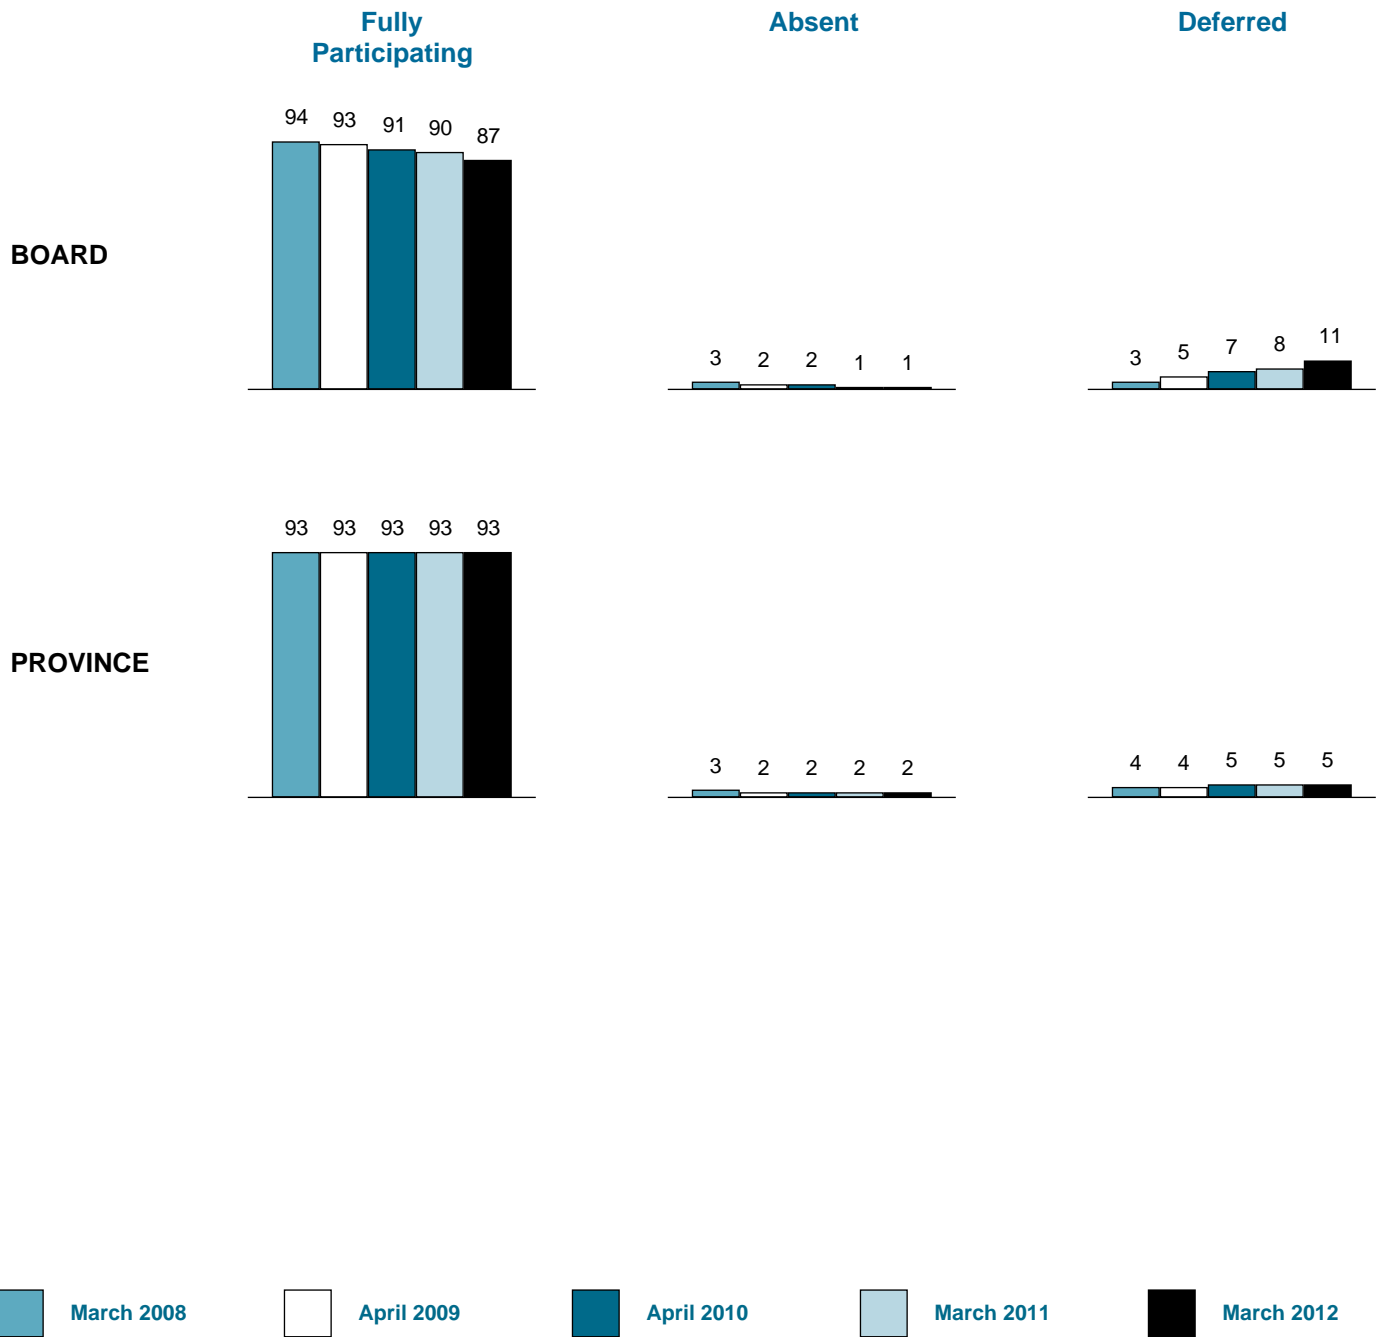 Fully
Participating
Absent
Deferred
94 93 91 90 87
3 2 2 1 1
3 5 7 8 11
BOARD
93 93 93 93 93
3 2 2 2 2
4 4 5 5 5
PROVINCE
March 2008 April 2009 April 2010 March 2011 March 2012